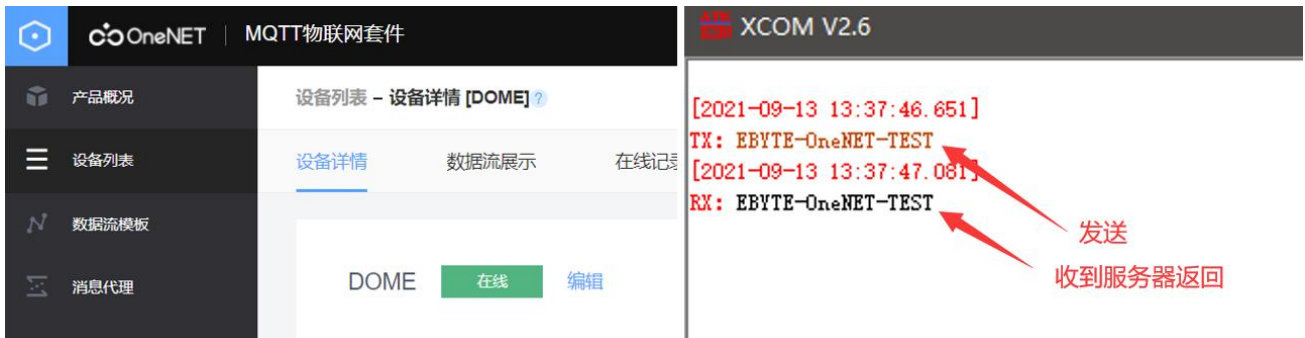 OneNET | MQTT物联网套件
产品概况
设备列表
数据流模板
消息代理
设备列表 – 设备详情 [DOME] ?
设备详情 数据流展示 在线记录
DOME 在线 编辑
XCOM V2.6
[2021-09-13 13:37:46.651]
TX: EBYTE-OneNET-TEST
[2021-09-13 13:37:47.081]
RX: EBYTE-OneNET-TEST
发送
收到服务器返回